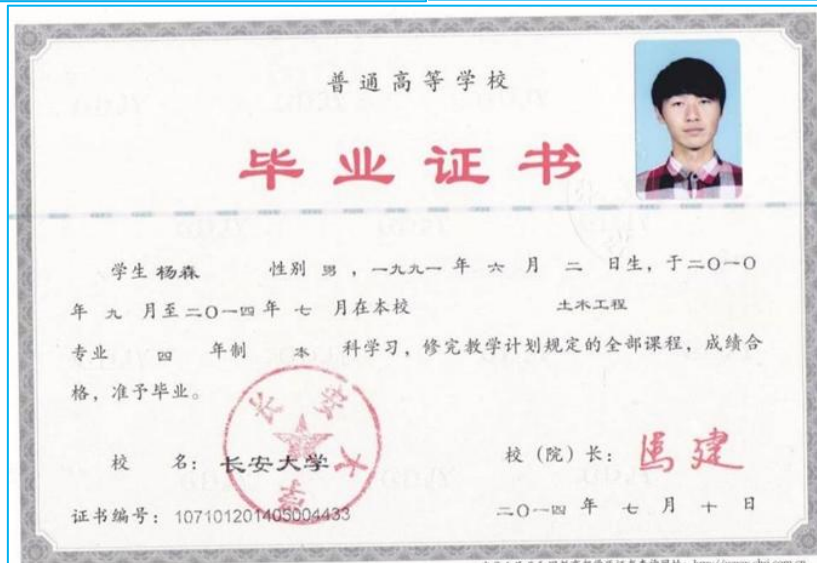 普通高等学校
毕业证书
学生 杨森 性别 男 ，一九九一 年 六 月 二 日生，于二〇一〇
年 九 月至二〇一四年 七 月在本校 土木工程
专业 四 年制 本 科学习，修完教学计划规定的全部课程，成绩合
格，准予毕业。
校 名： 长安大学
长安大学
校（院）长： 马建
证书编号： 107101201405004433
二〇一四 年 七 月 十 日